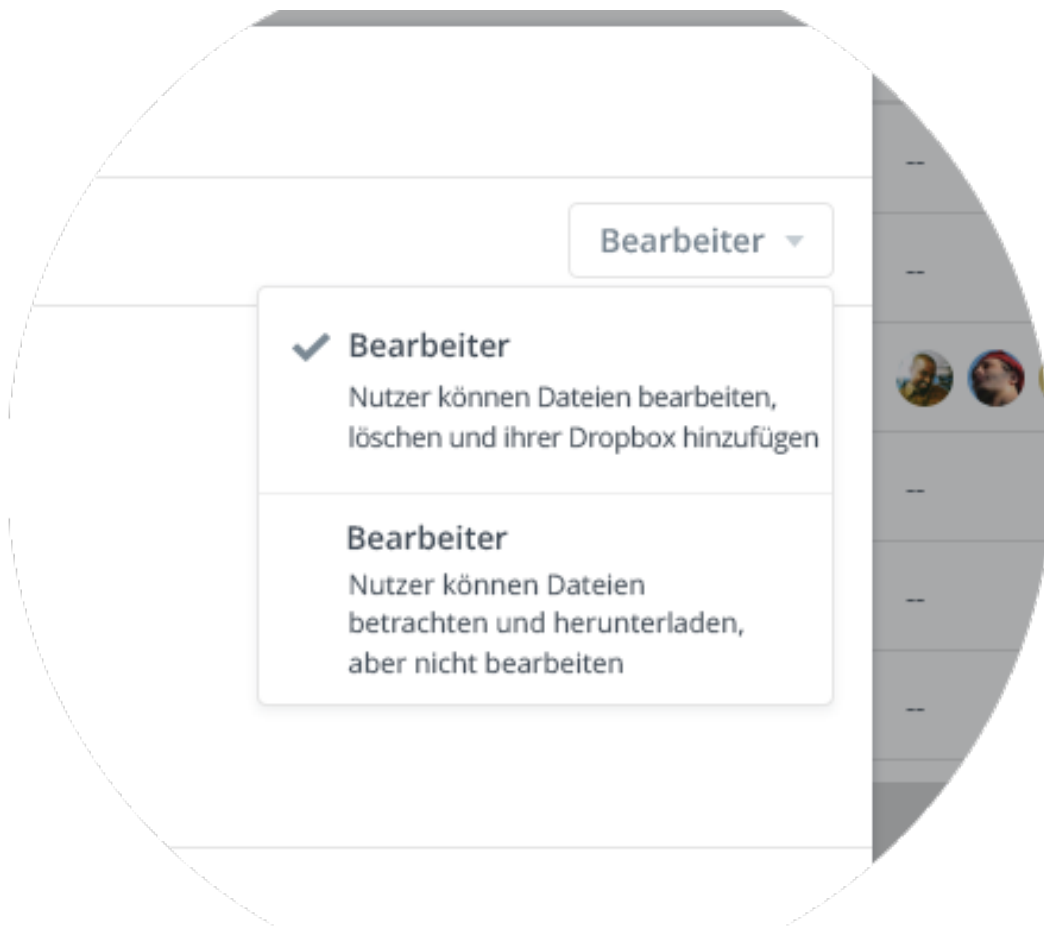 Bearbeiter
Bearbeiter
Nutzer können Dateien bearbeiten,
löschen und ihrer Dropbox hinzufügen
Bearbeiter
Nutzer können Dateien
betrachten und herunterladen,
aber nicht bearbeiten
--
--
--
--
--